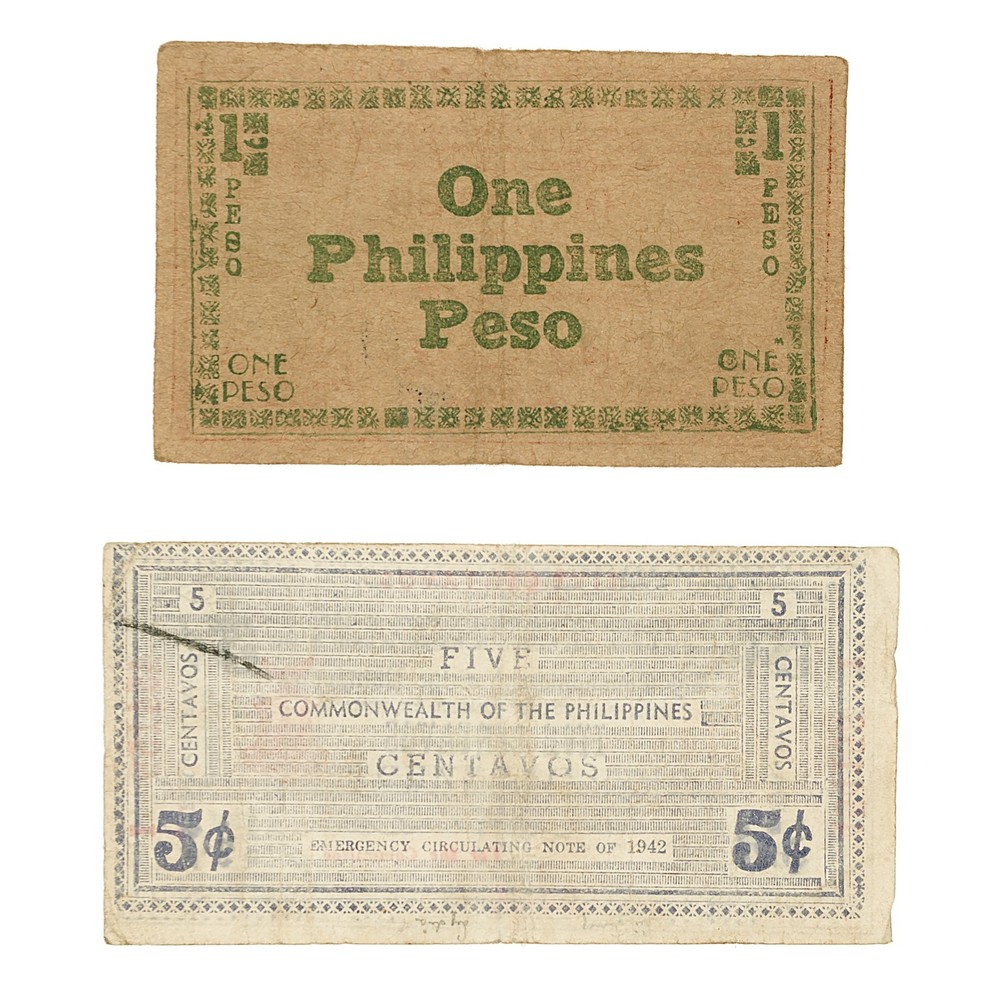 1 1
PESO PESO
One
Philippines
Peso
ONE ONE
PESO PESO
5 5
CENTAVOS CENTAVOS
FIVE
COMMONWEALTH OF THE PHILIPPINES
CENTAVOS
5¢ 5¢
EMERGENCY CIRCULATING NOTE OF 1942